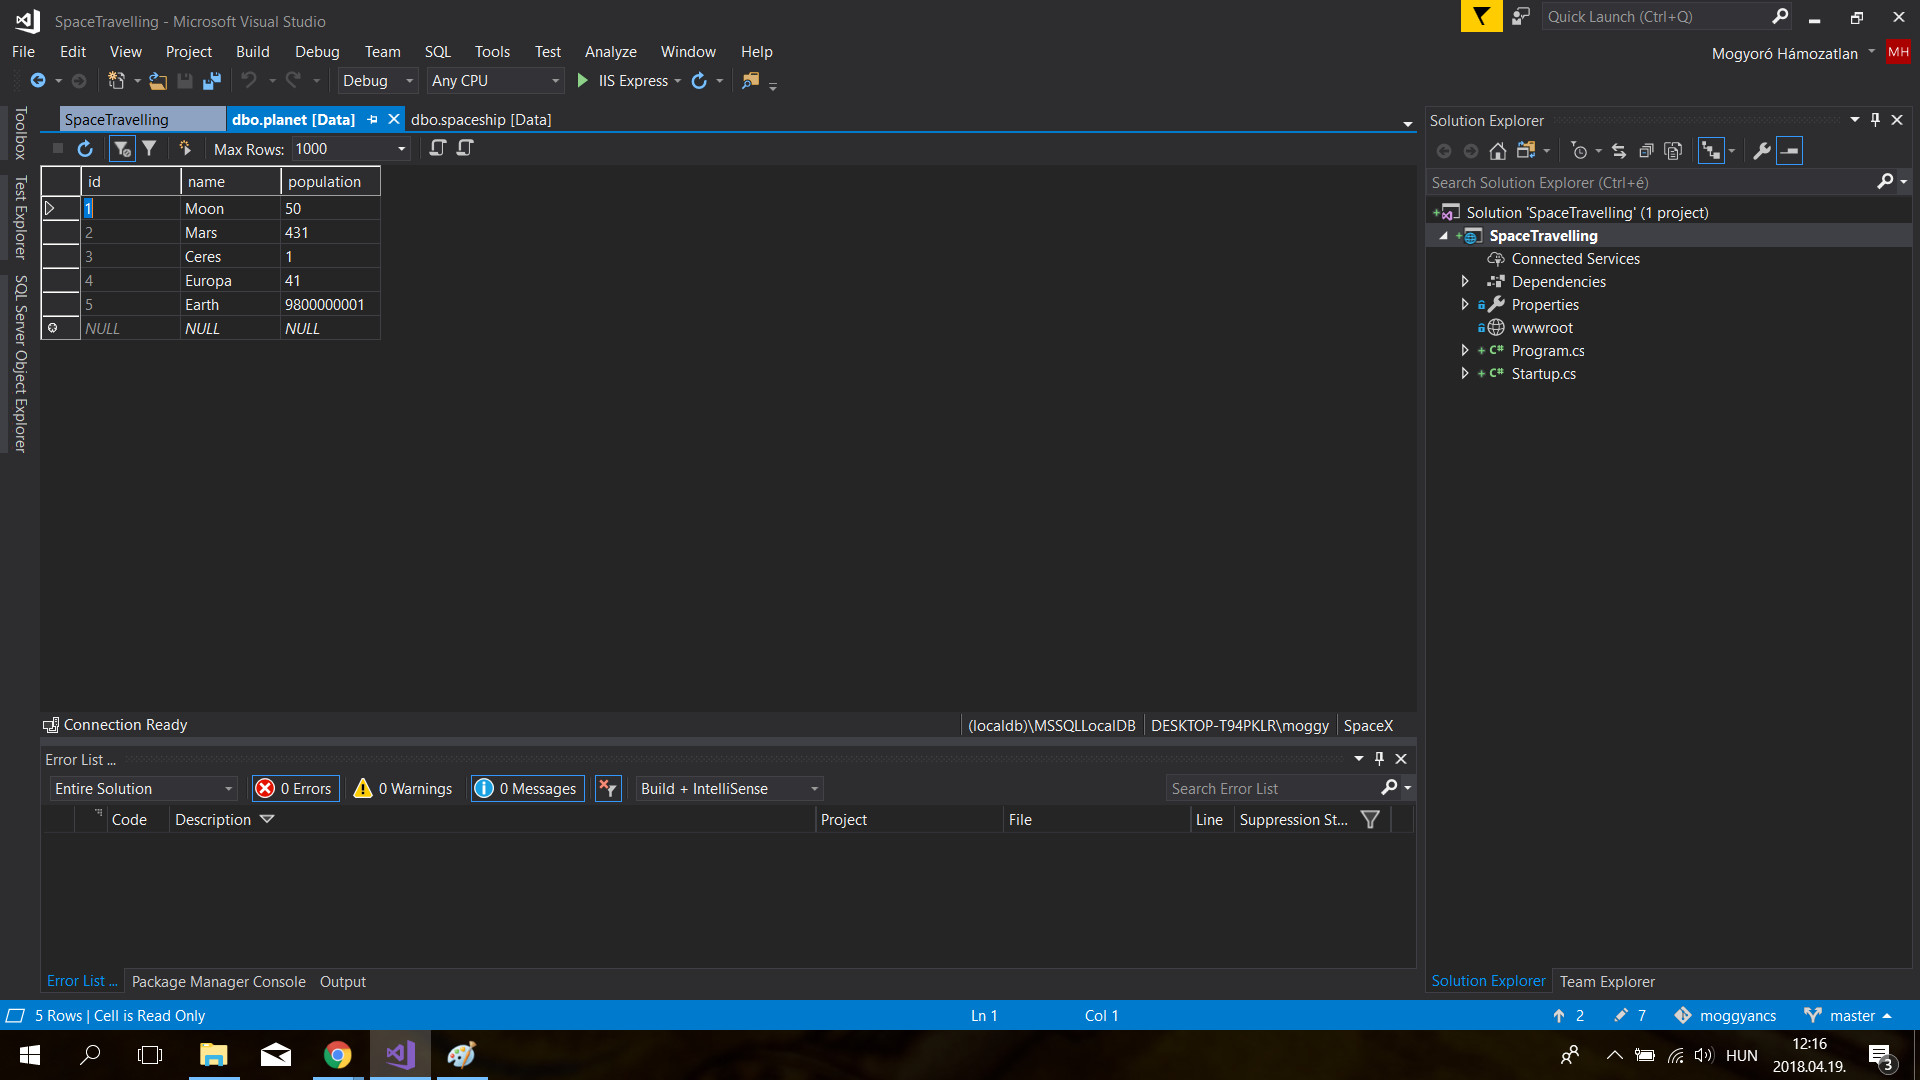 SpaceTravelling - Microsoft Visual Studio
Quick Launch (Ctrl+Q)
File Edit View Project Build Debug Team SQL Tools Test Analyze Window Help
Mogyoró Hámozatlan MH
Debug Any CPU IIS Express
Toolbox
Test Explorer
SQL Server Object Explorer
SpaceTravelling dbo.planet [Data] dbo.spaceship [Data]
Max Rows: 1000
id name population
1 Moon 50
2 Mars 431
3 Ceres 1
4 Europa 41
5 Earth 9800000001
NULL NULL NULL
Connection Ready (localdb)\MSSQLLocalDB DESKTOP-T94PKLR\moggy SpaceX
Error List ...
Entire Solution 0 Errors 0 Warnings 0 Messages Build + IntelliSense Search Error List
Code Description Project File Line Suppression St...
Error List ... Package Manager Console Output
Solution Explorer
Search Solution Explorer (Ctrl+é)
Solution 'SpaceTravelling' (1 project)
SpaceTravelling
Connected Services
Dependencies
Properties
wwwroot
C# Program.cs
C# Startup.cs
Solution Explorer Team Explorer
5 Rows | Cell is Read Only Ln 1 Col 1 2 7 moggyancs master
HUN
12:16
2018.04.19.
3